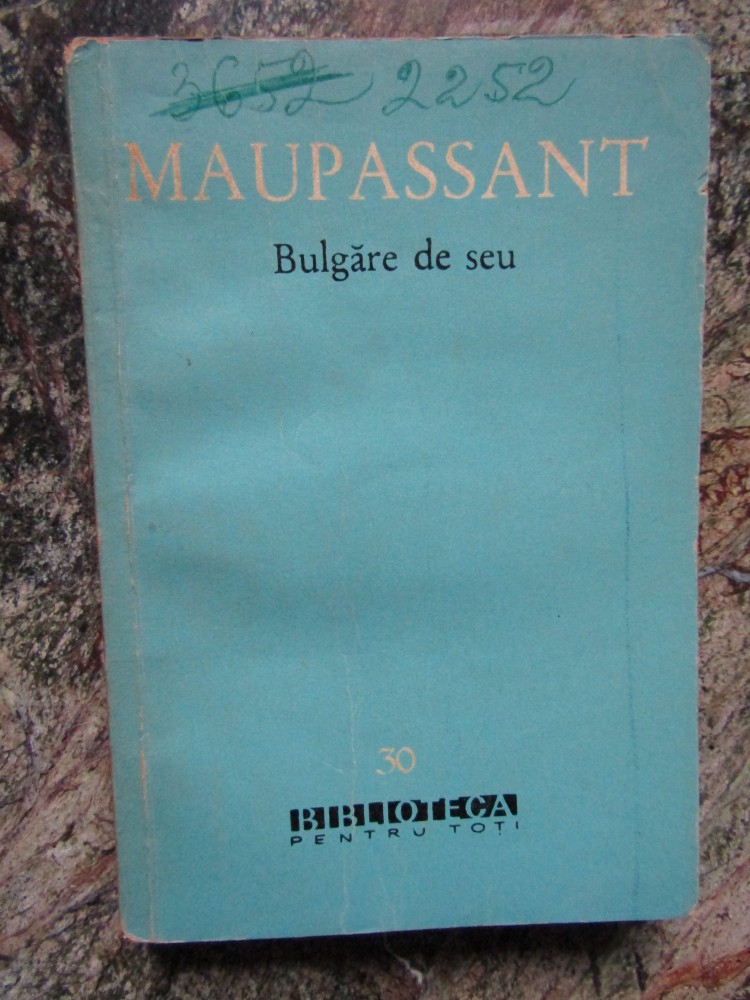 3652 2252
MAUPASSANT
Bulgăre de seu
30
BIBLIOTECA
PENTRU TOȚI